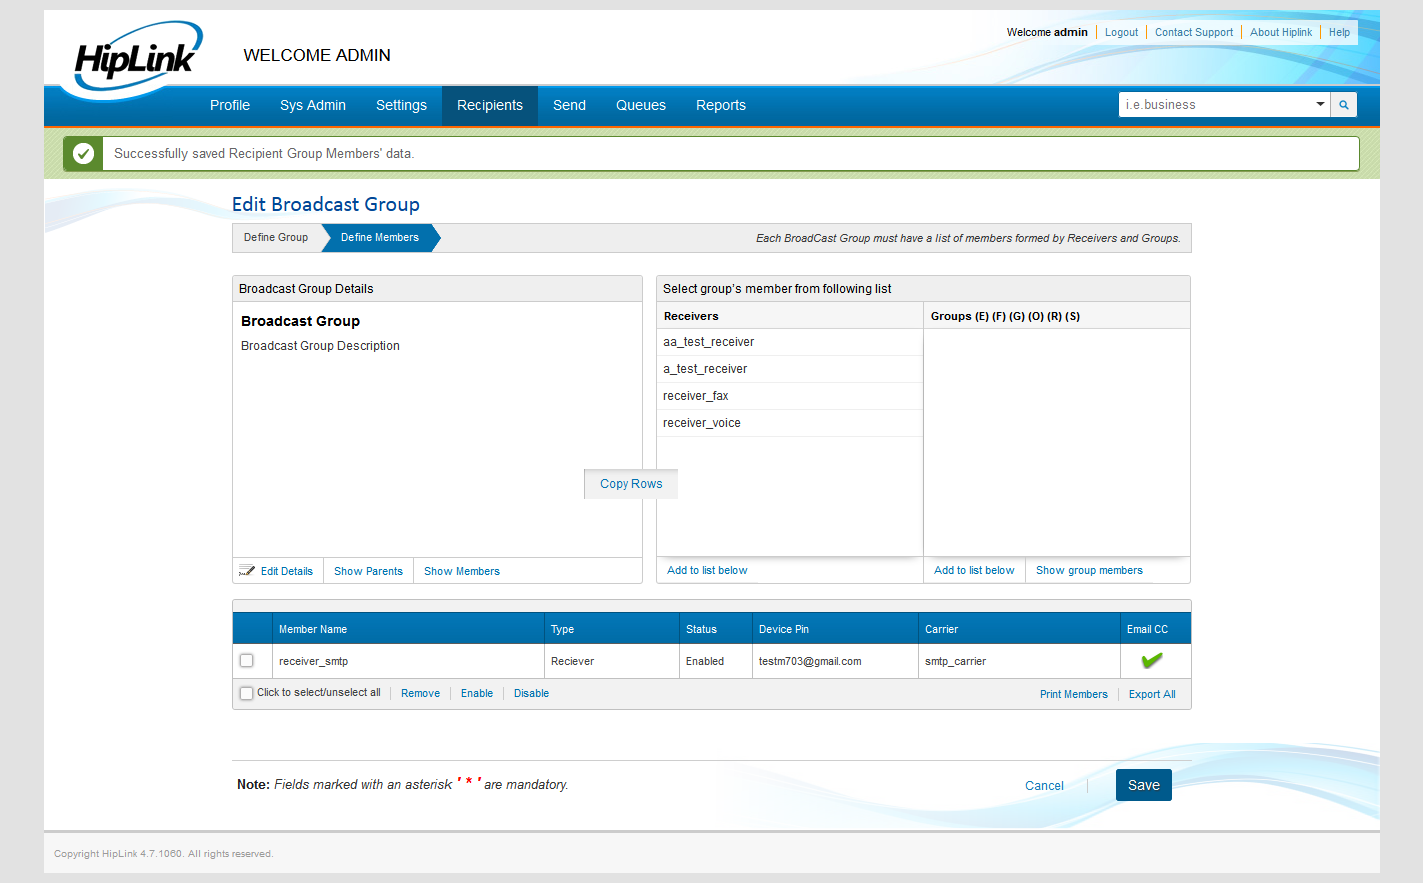 HipLink
WELCOME ADMIN
Welcome admin Logout Contact Support About Hiplink Help
Profile Sys Admin Settings Recipients Send Queues Reports
i.e.business
Successfully saved Recipient Group Members' data.
Edit Broadcast Group
Define Group Define Members Each BroadCast Group must have a list of members formed by Receivers and Groups.
Broadcast Group Details
Broadcast Group
Broadcast Group Description
Edit Details Show Parents Show Members
Copy Rows
Select group's member from following list
Receivers Groups (E) (F) (G) (O) (R) (S)
aa_test_receiver
a_test_receiver
receiver_fax
receiver_voice
Add to list below Add to list below Show group members
Member Name Type Status Device Pin Carrier Email CC
receiver_smtp Reciever Enabled testm703@gmail.com smtp_carrier
Click to select/unselect all Remove Enable Disable Print Members Export All
Note: Fields marked with an asterisk ' * ' are mandatory.
Cancel Save
Copyright HipLink 4.7.1060. All rights reserved.